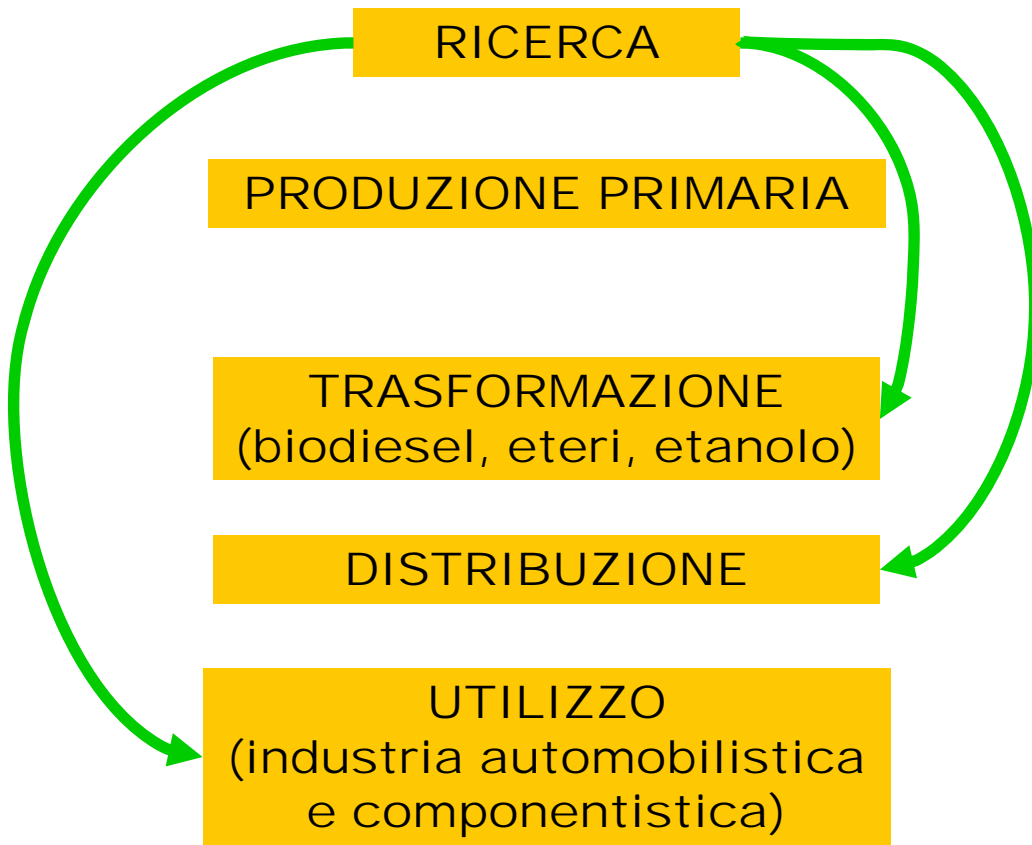 RICERCA
PRODUZIONE PRIMARIA
TRASFORMAZIONE
(biodiesel, eteri, etanolo)
DISTRIBUZIONE
UTILIZZO
(industria automobilistica
e componentistica)